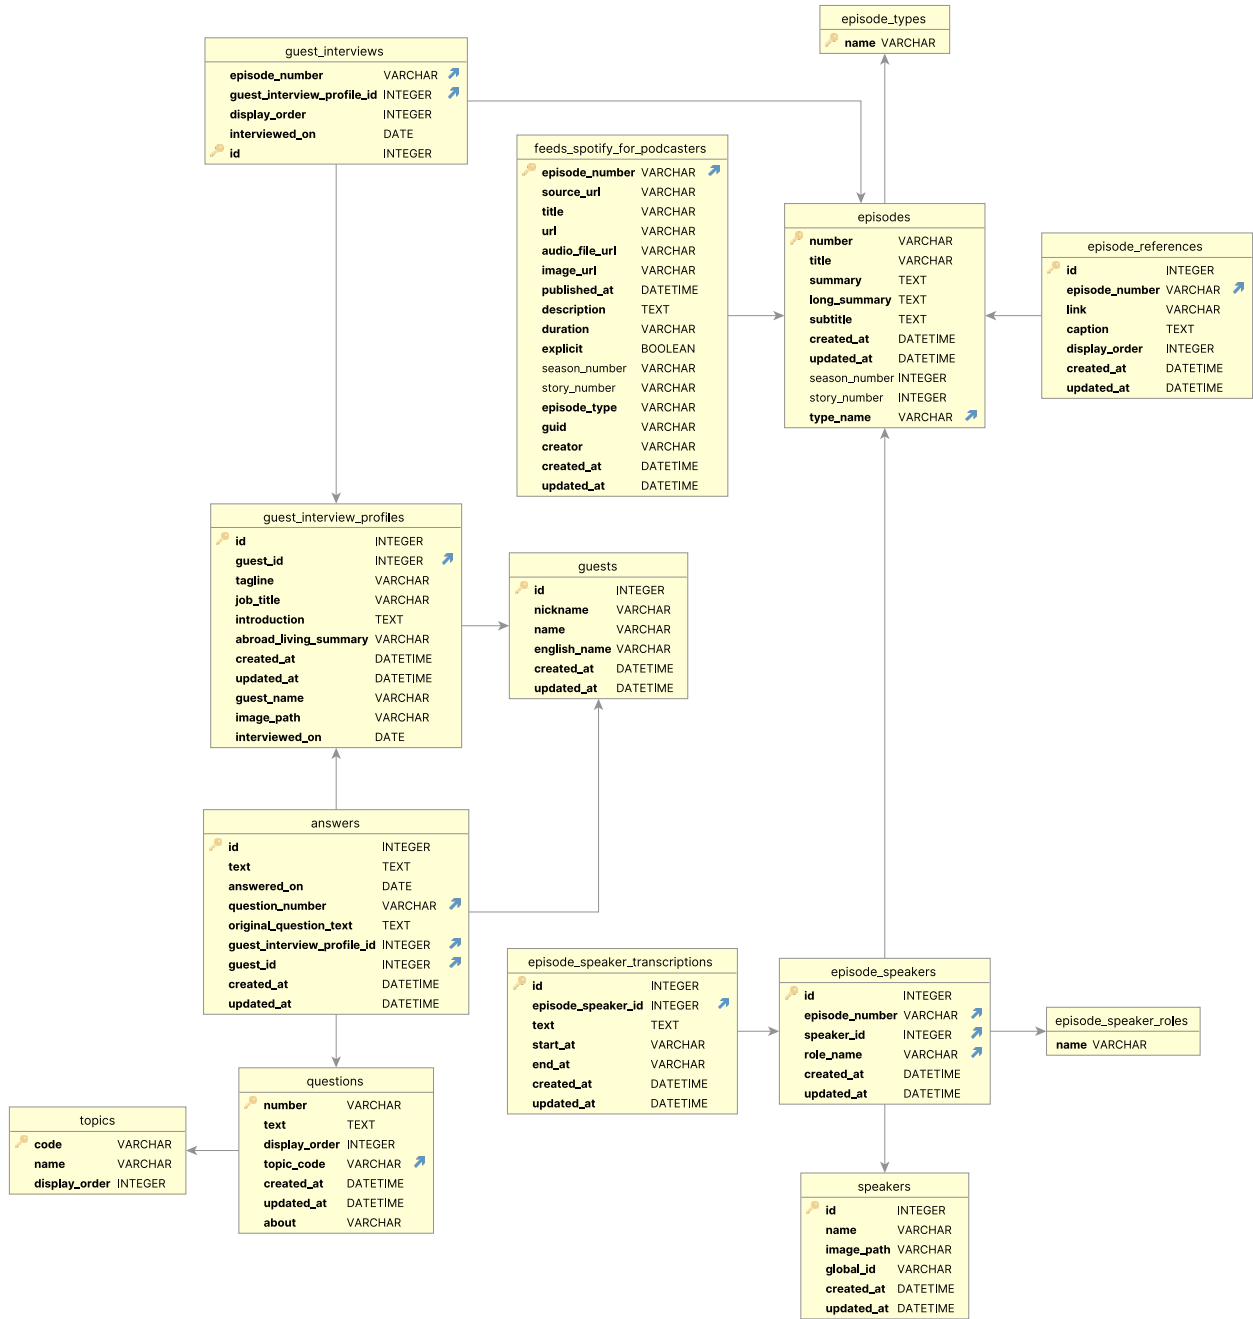 episode_types
name VARCHAR
guest_interviews
episode_number VARCHAR
guest_interview_profile_id INTEGER
display_order INTEGER
interviewed_on DATE
id INTEGER
feeds_spotify_for_podcasters
episode_number VARCHAR
source_url VARCHAR
title VARCHAR
url VARCHAR
audio_file_url VARCHAR
image_url VARCHAR
published_at DATETIME
description TEXT
duration VARCHAR
explicit BOOLEAN
season_number VARCHAR
story_number VARCHAR
episode_type VARCHAR
guid VARCHAR
creator VARCHAR
created_at DATETIME
updated_at DATETIME
episodes
number VARCHAR
title VARCHAR
summary TEXT
long_summary TEXT
subtitle TEXT
created_at DATETIME
updated_at DATETIME
season_number INTEGER
story_number INTEGER
type_name VARCHAR
episode_references
id INTEGER
episode_number VARCHAR
link VARCHAR
caption TEXT
display_order INTEGER
created_at DATETIME
updated_at DATETIME
guest_interview_profiles
id INTEGER
guest_id INTEGER
tagline VARCHAR
job_title VARCHAR
introduction TEXT
abroad_living_summary VARCHAR
created_at DATETIME
updated_at DATETIME
guest_name VARCHAR
image_path VARCHAR
interviewed_on DATE
guests
id INTEGER
nickname VARCHAR
name VARCHAR
english_name VARCHAR
created_at DATETIME
updated_at DATETIME
answers
id INTEGER
text TEXT
answered_on DATE
question_number VARCHAR
original_question_text TEXT
guest_interview_profile_id INTEGER
guest_id INTEGER
created_at DATETIME
updated_at DATETIME
episode_speaker_transcriptions
id INTEGER
episode_speaker_id INTEGER
text TEXT
start_at VARCHAR
end_at VARCHAR
created_at DATETIME
updated_at DATETIME
episode_speakers
id INTEGER
episode_number VARCHAR
speaker_id INTEGER
role_name VARCHAR
created_at DATETIME
updated_at DATETIME
episode_speaker_roles
name VARCHAR
questions
number VARCHAR
text TEXT
display_order INTEGER
topic_code VARCHAR
created_at DATETIME
updated_at DATETIME
about VARCHAR
topics
code VARCHAR
name VARCHAR
display_order INTEGER
speakers
id INTEGER
name VARCHAR
image_path VARCHAR
global_id VARCHAR
created_at DATETIME
updated_at DATETIME